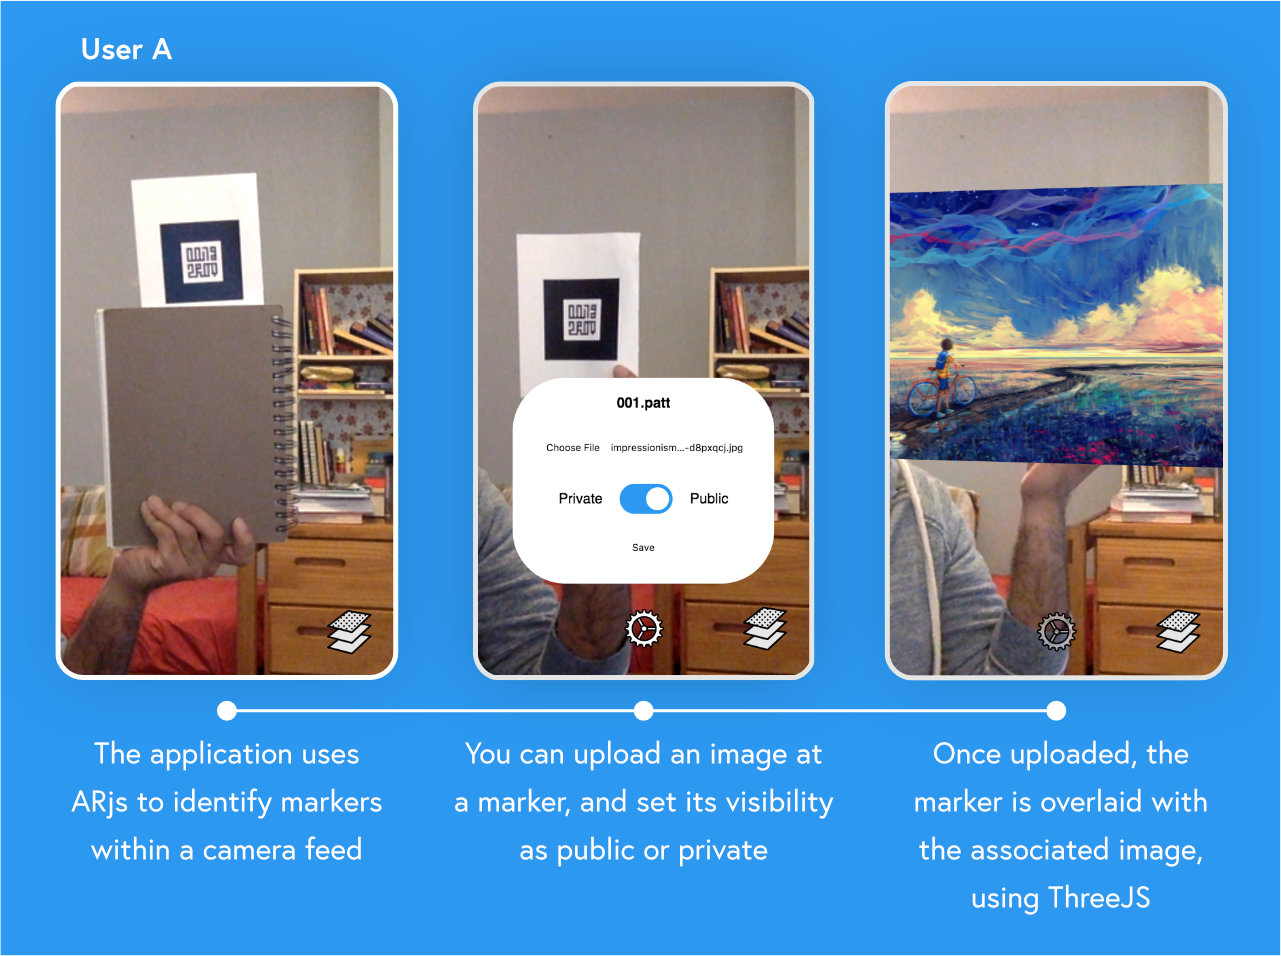 User A
001.patt
Choose File impressionism...-d8pxqcj.jpg
Private Public
Save
The application uses
ARjs to identify markers
within a camera feed
You can upload an image at
a marker, and set its visibility
as public or private
Once uploaded, the
marker is overlaid with
the associated image,
using ThreeJS